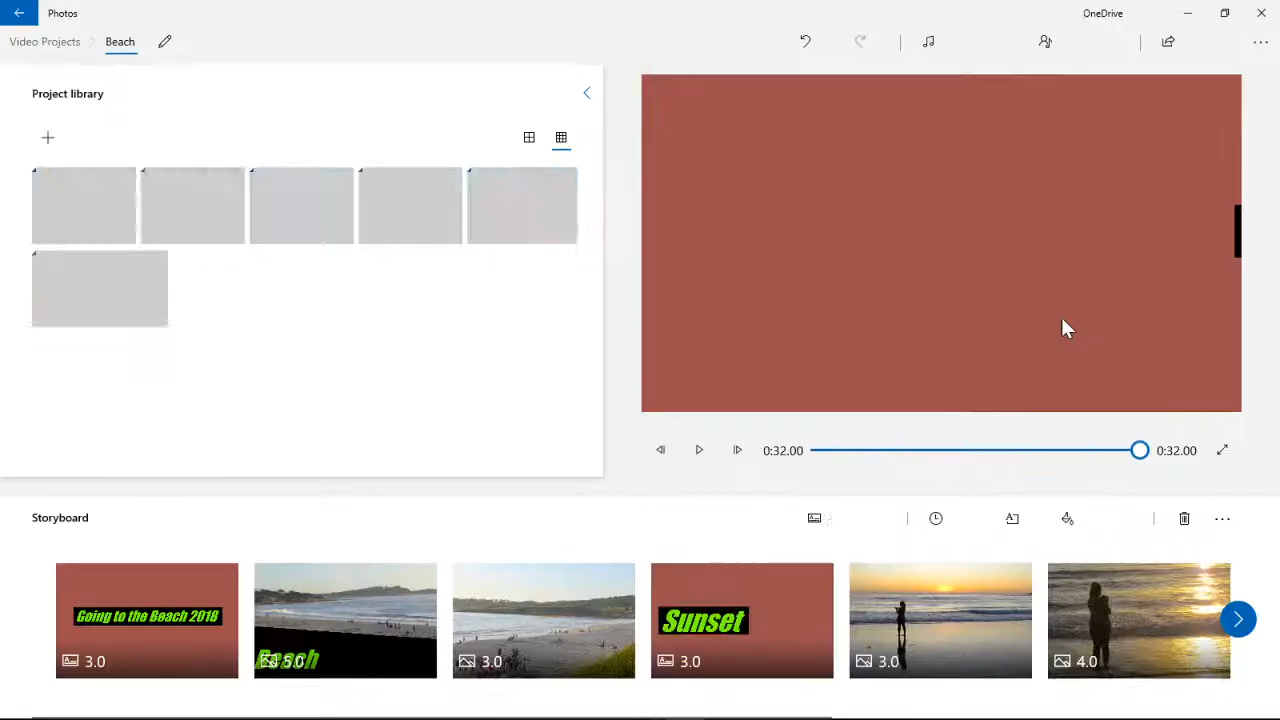 Photos
OneDrive
Video Projects
Beach
Project library
0:32.00
0:32.00
Storyboard
Going to the Beach 2018
3.0
Beach
5.0
3.0
Sunset
3.0
3.0
4.0